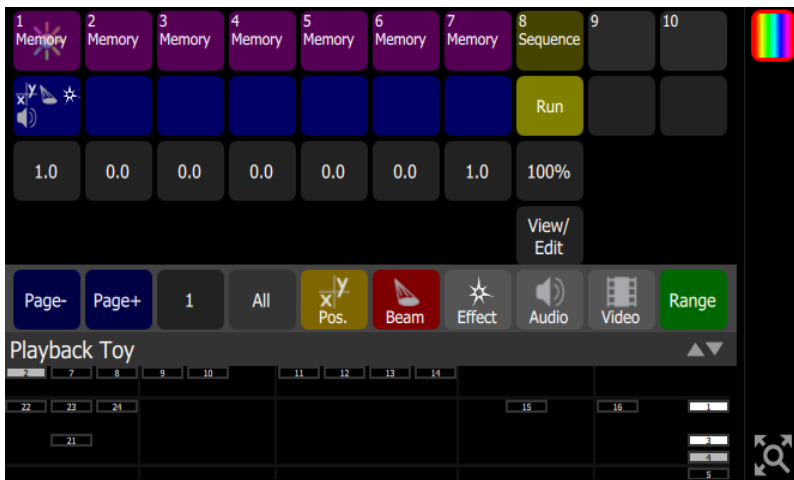 1 2 3 4 5 6 7 8 9 10
Memory Memory Memory Memory Memory Memory Memory Sequence
x y
Run
1.0 0.0 0.0 0.0 0.0 0.0 1.0 100%
View/
Edit
Page- Page+ 1 All x y Pos. Beam Effect Audio Video Range
Playback Toy
2 7 8 9 10 11 12 13 14
22 23 24 15 16 1
21 3
4
5